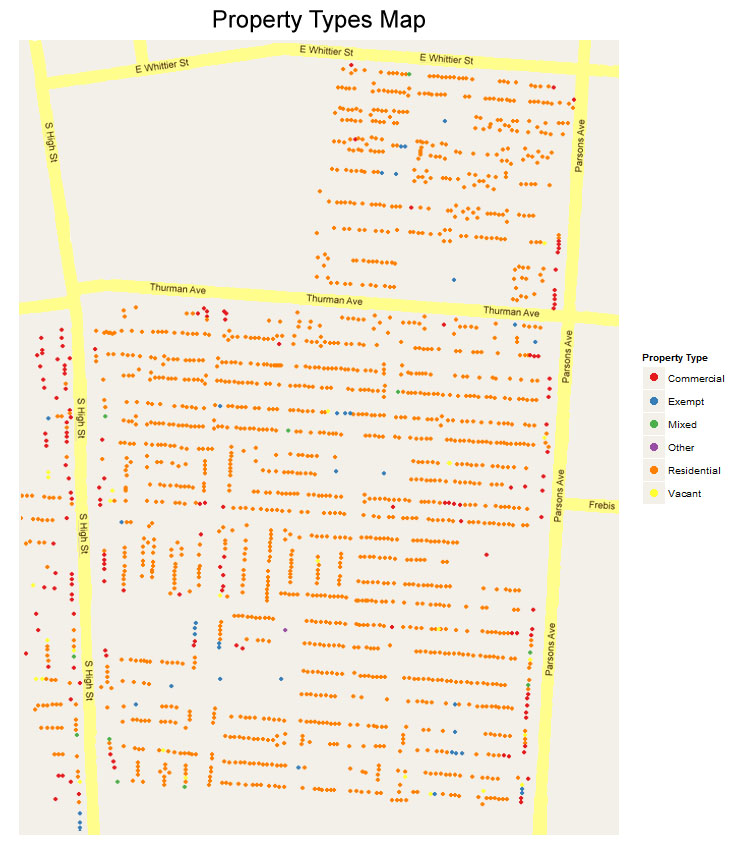 Property Types Map
E Whittier St
E Whittier St
E Whittier St
S High St
Parsons Ave
Thurman Ave
Thurman Ave
Thurman Ave
Parsons Ave
Property Type
Commercial
Exempt
Mixed
Other
Residential
Vacant
S High St
Parsons Ave
Frebis
S High St
Parsons Ave
S High St